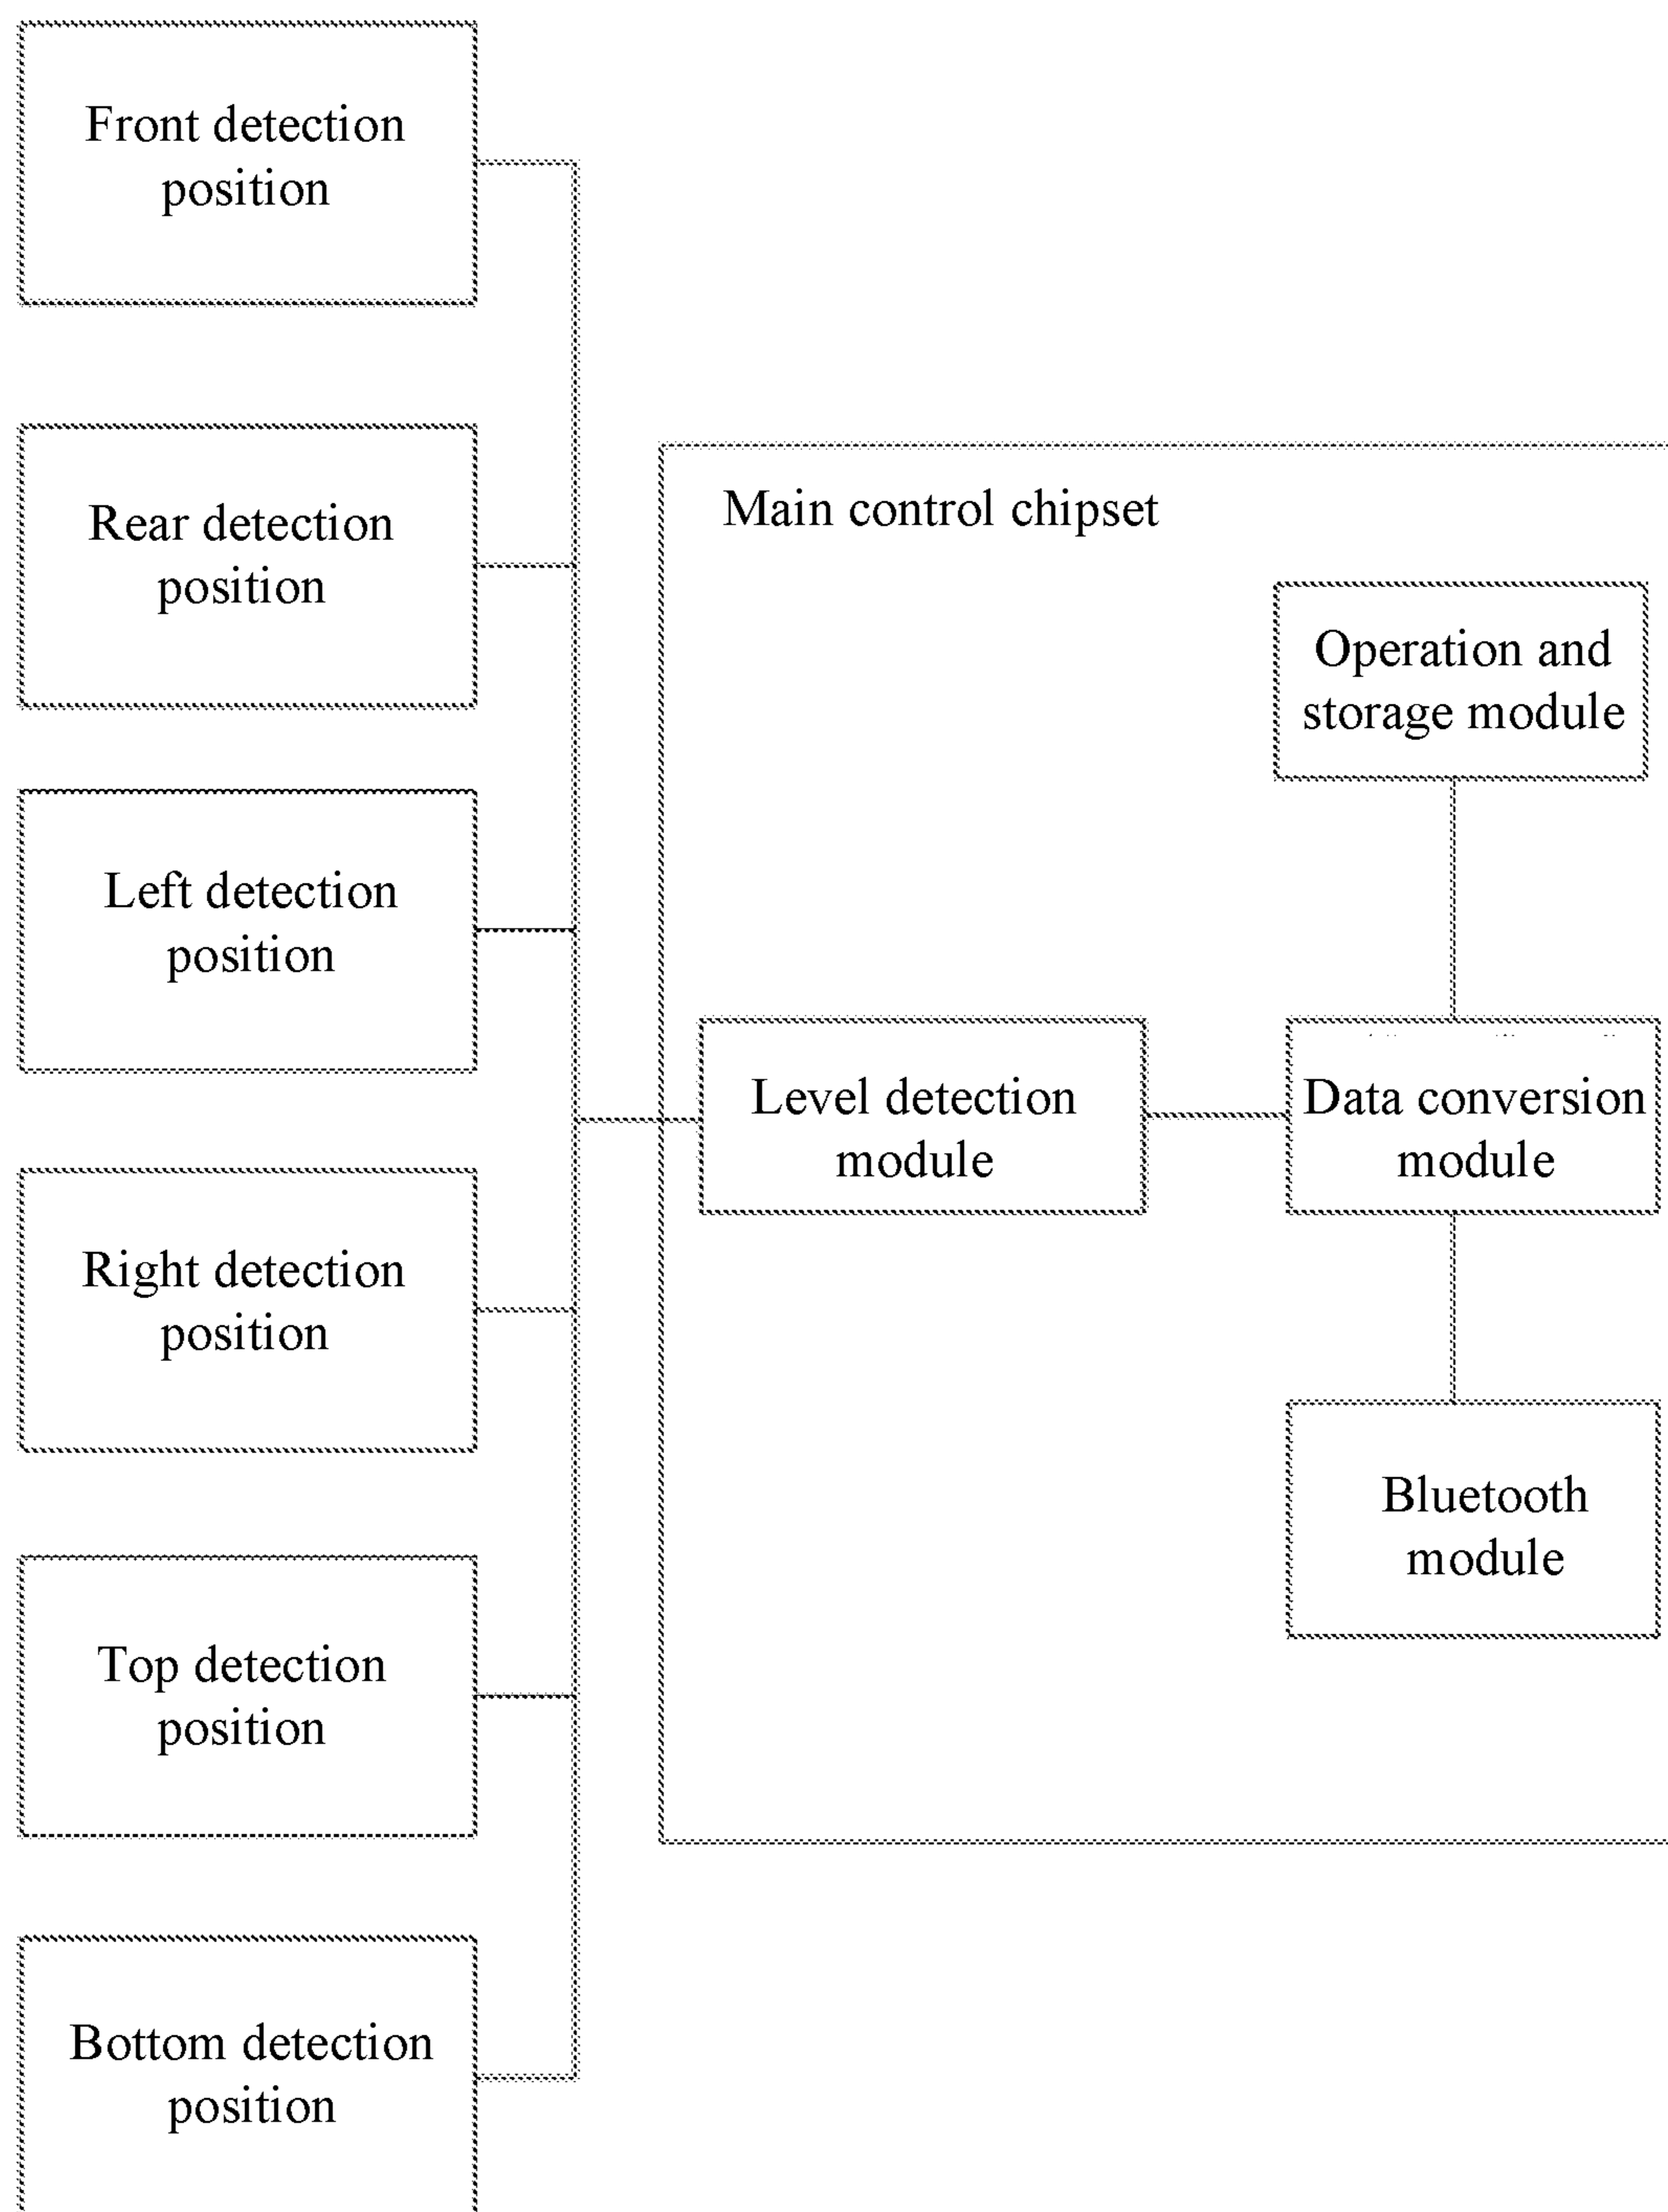 Front detection
position
Rear detection
position
Left detection
position
Right detection
position
Top detection
position
Bottom detection
position
Main control chipset
Operation and
storage module
Level detection
module
Data conversion
module
Bluetooth
module